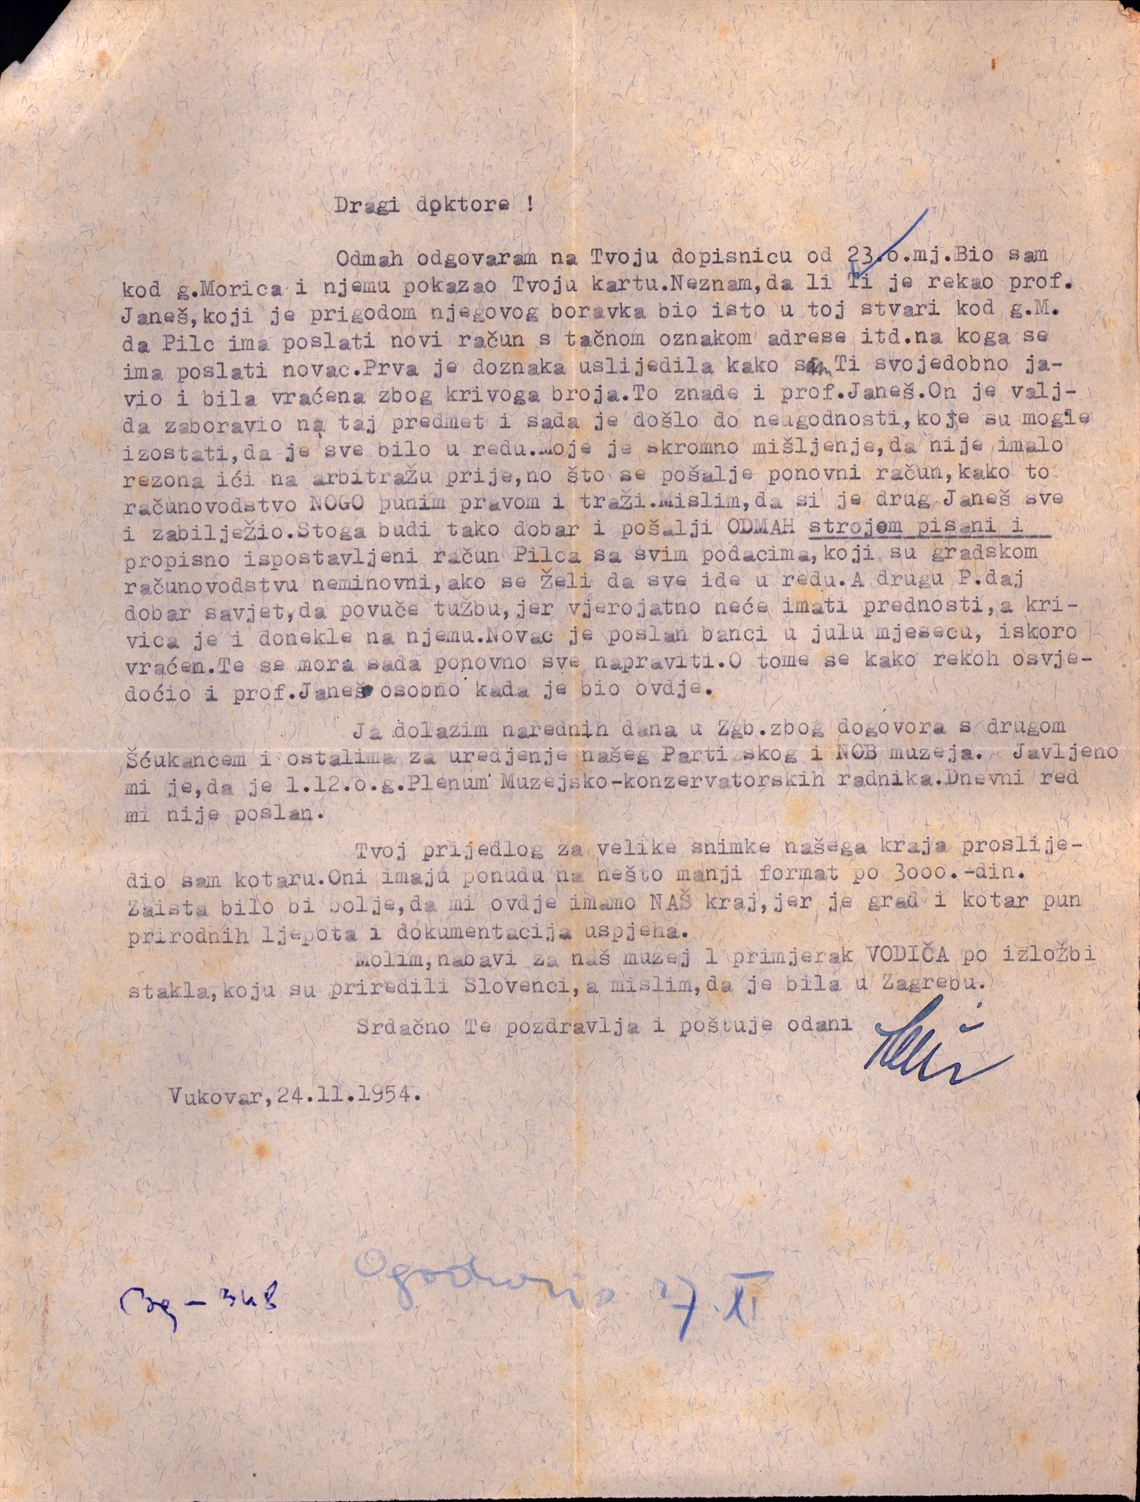 Dragi doktore !
Odmah odgovaram na Tvoju dopisnicu od 23.o.mj.Bio sam
kod g.Morica i njemu pokazao Tvoju kartu.Neznam,da li Ti je rekao prof.
Janeš,koji je prigodom njegovog boravka bio isto u toj stvari kod g.M.
da Pilc ima poslati novi račun s tačnom oznakom adrese itd.na koga se
ima poslati novac.Prva je doznaka uslijedila kako sam Ti svojedobno ja-
vio i bila vraćena zbog krivoga broja.To znade i prof.Janeš.On je valj-
da zaboravio na taj predmet i sada je došlo do neugodnosti,koje su mogle
izostati,da je sve bilo u redu.Moje je skromno mišljenje,da nije imalo
rezona ići na arbitražu prije,no što se pošalje ponovni račun,kako to
računovodstvo NOGO punim pravom i traži.Mislim,da si je drug Janeš sve
i zabilježio.Stoga budi tako dobar i pošalji ODMAH strojem pisani i
propisno ispostavljeni račun Pilca sa svim podacima,koji su gradskom
računovodstvu neminovni,ako se želi da sve ide u redu.A drugu P.daj
dobar savjet,da povuče tužbu,jer vjerojatno neće imati prednosti,a kri-
vica je i donekle na njemu.Novac je poslan banci u julu mjesecu, iskoro
vraćen.Te se mora sada ponovno sve napraviti.O tome se kako rekoh osvje-
doćio i prof.Janeš osobno kada je bio ovdje.
Ja dolazim narednih dana u Zgb.zbog dogovora s drugom
Šćukancem i ostalima za uredjenje našeg Parti skog i NOB muzeja. Javljeno
mi je,da je 1.12.o.g.Plenum Muzejsko-konzervatorskih radnika.Dnevni red
mi nije poslan.
Tvoj prijedlog za velike snimke našega kraja proslije-
dio sam kotaru.Oni imaju ponudu na nešto manji format po 3000.-din.
Zaista bilo bi bolje,da mi ovdje imamo NAŠ kraj,jer je grad i kotar pun
prirodnih ljepota i dokumentacija uspjeha.
Molim,nabavi za naš muzej 1 primjerak VODIČA po izložbi
stakla,koju su priredili Slovenci,a mislim,da je bila u Zagrebu.
Srdačno Te pozdravlja i poštuje odani
Vukovar,24.11.1954.
27.XI